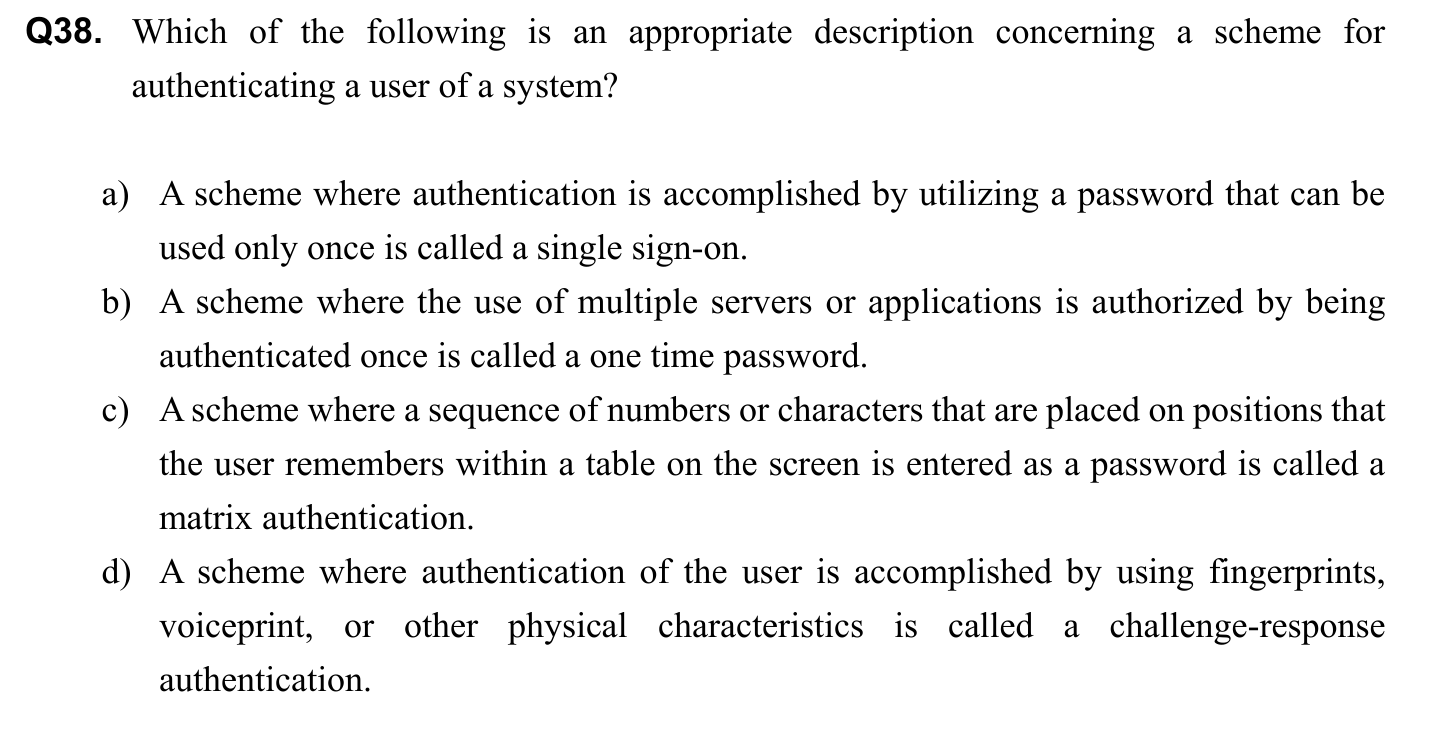 Q38. Which of the following is an appropriate description concerning a scheme for
authenticating a user of a system?
a) A scheme where authentication is accomplished by utilizing a password that can be
used only once is called a single sign-on.
b) A scheme where the use of multiple servers or applications is authorized by being
authenticated once is called a one time password.
c) A scheme where a sequence of numbers or characters that are placed on positions that
the user remembers within a table on the screen is entered as a password is called a
matrix authentication.
d) A scheme where authentication of the user is accomplished by using fingerprints,
voiceprint, or other physical characteristics is called a challenge-response
authentication.